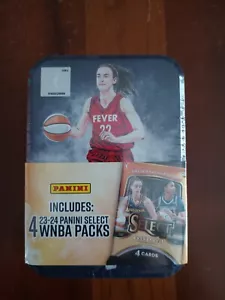 FEVER
22
PANINI
INCLUDES:
4 23-24 PANINI SELECT
WNBA PACKS
SELECT
4 CARDS